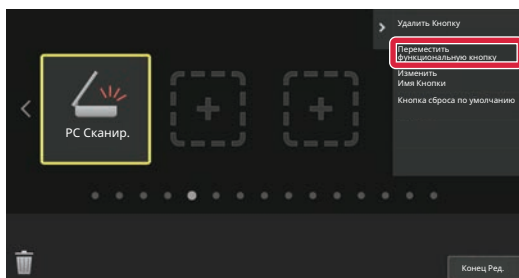 Удалить Кнопку
Переместить
функциональную кнопку
Изменить
Имя Кнопки
Кнопка сброса по умолчанию
PC Сканир.
Конец Ред.